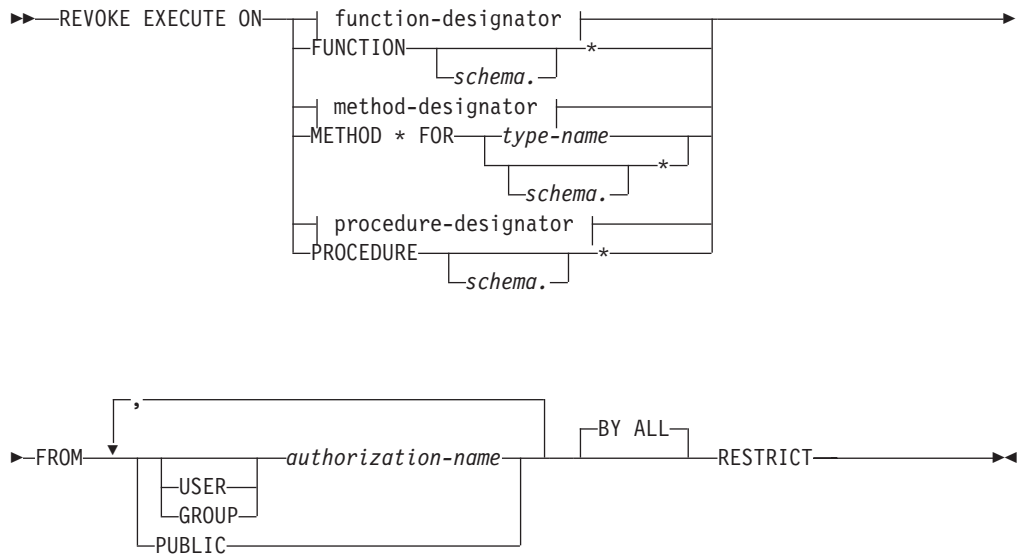 REVOKE EXECUTE ON function-designator
FUNCTION *
schema.
method-designator
METHOD * FOR type-name
*
schema.
procedure-designator
PROCEDURE *
schema.
,
BY ALL
FROM authorization-name RESTRICT
USER
GROUP
PUBLIC